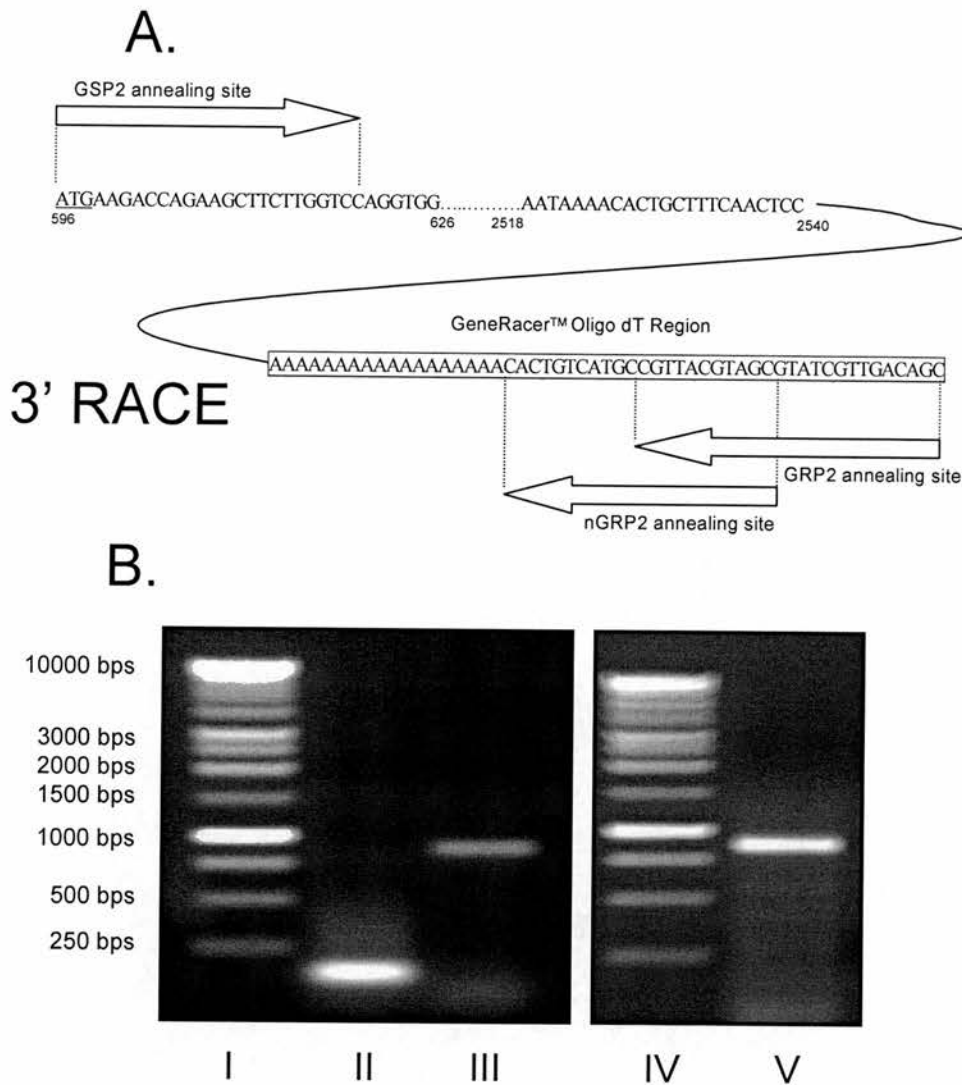 A.
GSP2 annealing site
ATGAAGACCAGAAGCTTCTTGGTCCAGGTGG..............AATAAAACACTGCTTTCAACTCC
596 626 2518 2540
GeneRacer™ Oligo dT Region
AAAAAAAAAAAAAAAAAACACTGTCATGCCGTTACGTAGCGTATCGTTGACAGC
3' RACE
GRP2 annealing site
nGRP2 annealing site
B.
10000 bps
3000 bps
2000 bps
1500 bps
1000 bps
500 bps
250 bps
I II III IV V